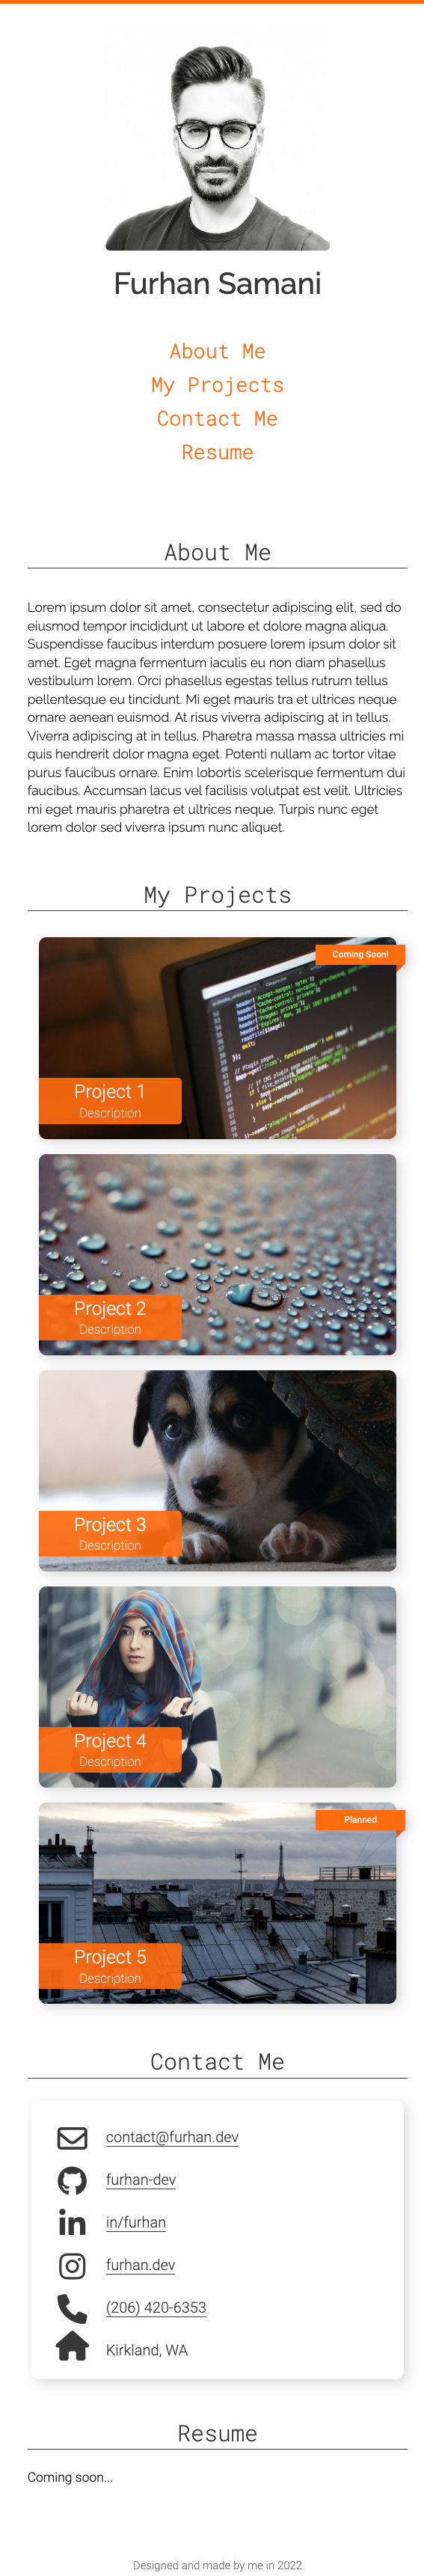 Furhan Samani
About Me
My Projects
Contact Me
Resume
About Me
Lorem ipsum dolor sit amet, consectetur adipiscing elit, sed do
eiusmod tempor incididunt ut labore et dolore magna aliqua.
Suspendisse faucibus interdum posuere lorem ipsum dolor sit
amet. Eget magna fermentum iaculis eu non diam phasellus
vestibulum lorem. Orci phasellus egestas tellus rutrum tellus
pellentesque eu tincidunt. Mi eget mauris tra et ultrices neque
ornare aenean euismod. At risus viverra adipiscing at in tellus.
Viverra adipiscing at in tellus. Pharetra massa massa ultricies mi
quis hendrerit dolor magna eget. Potenti nullam ac tortor vitae
purus faucibus ornare. Enim lobortis scelerisque fermentum dui
faucibus. Accumsan lacus vel facilisis volutpat est velit. Ultricies
mi eget mauris pharetra et ultrices neque. Turpis nunc eget
lorem dolor sed viverra ipsum nunc aliquet.
My Projects
Coming Soon!
Project 1
Description
Project 2
Description
Project 3
Description
Project 4
Description
Planned
Project 5
Description
Contact Me
contact@furhan.dev
furhan-dev
in/furhan
furhan.dev
(206) 420-6353
Kirkland, WA
Resume
Coming soon...
Designed and made by me in 2022